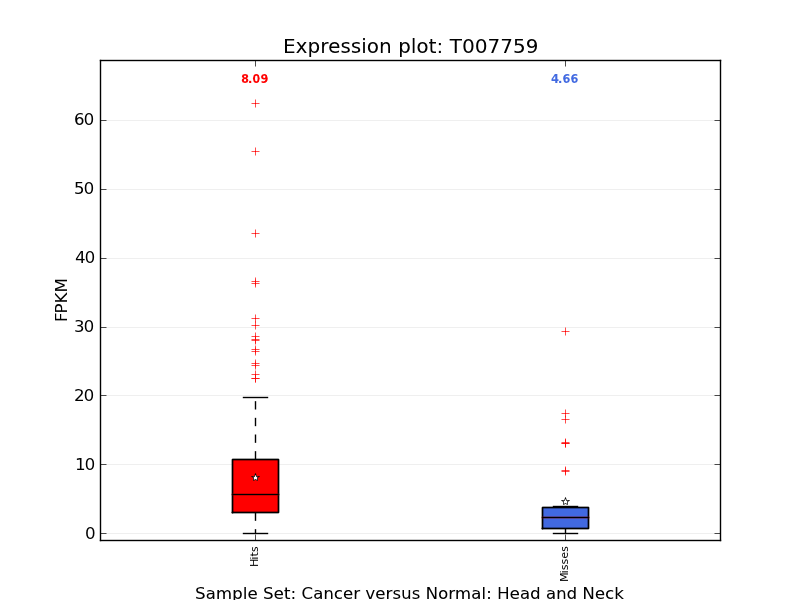 Expression plot: T007759
8.09
4.66
60
50
40
30
20
10
0
FPKM
Hits
Misses
Sample Set: Cancer versus Normal: Head and Neck